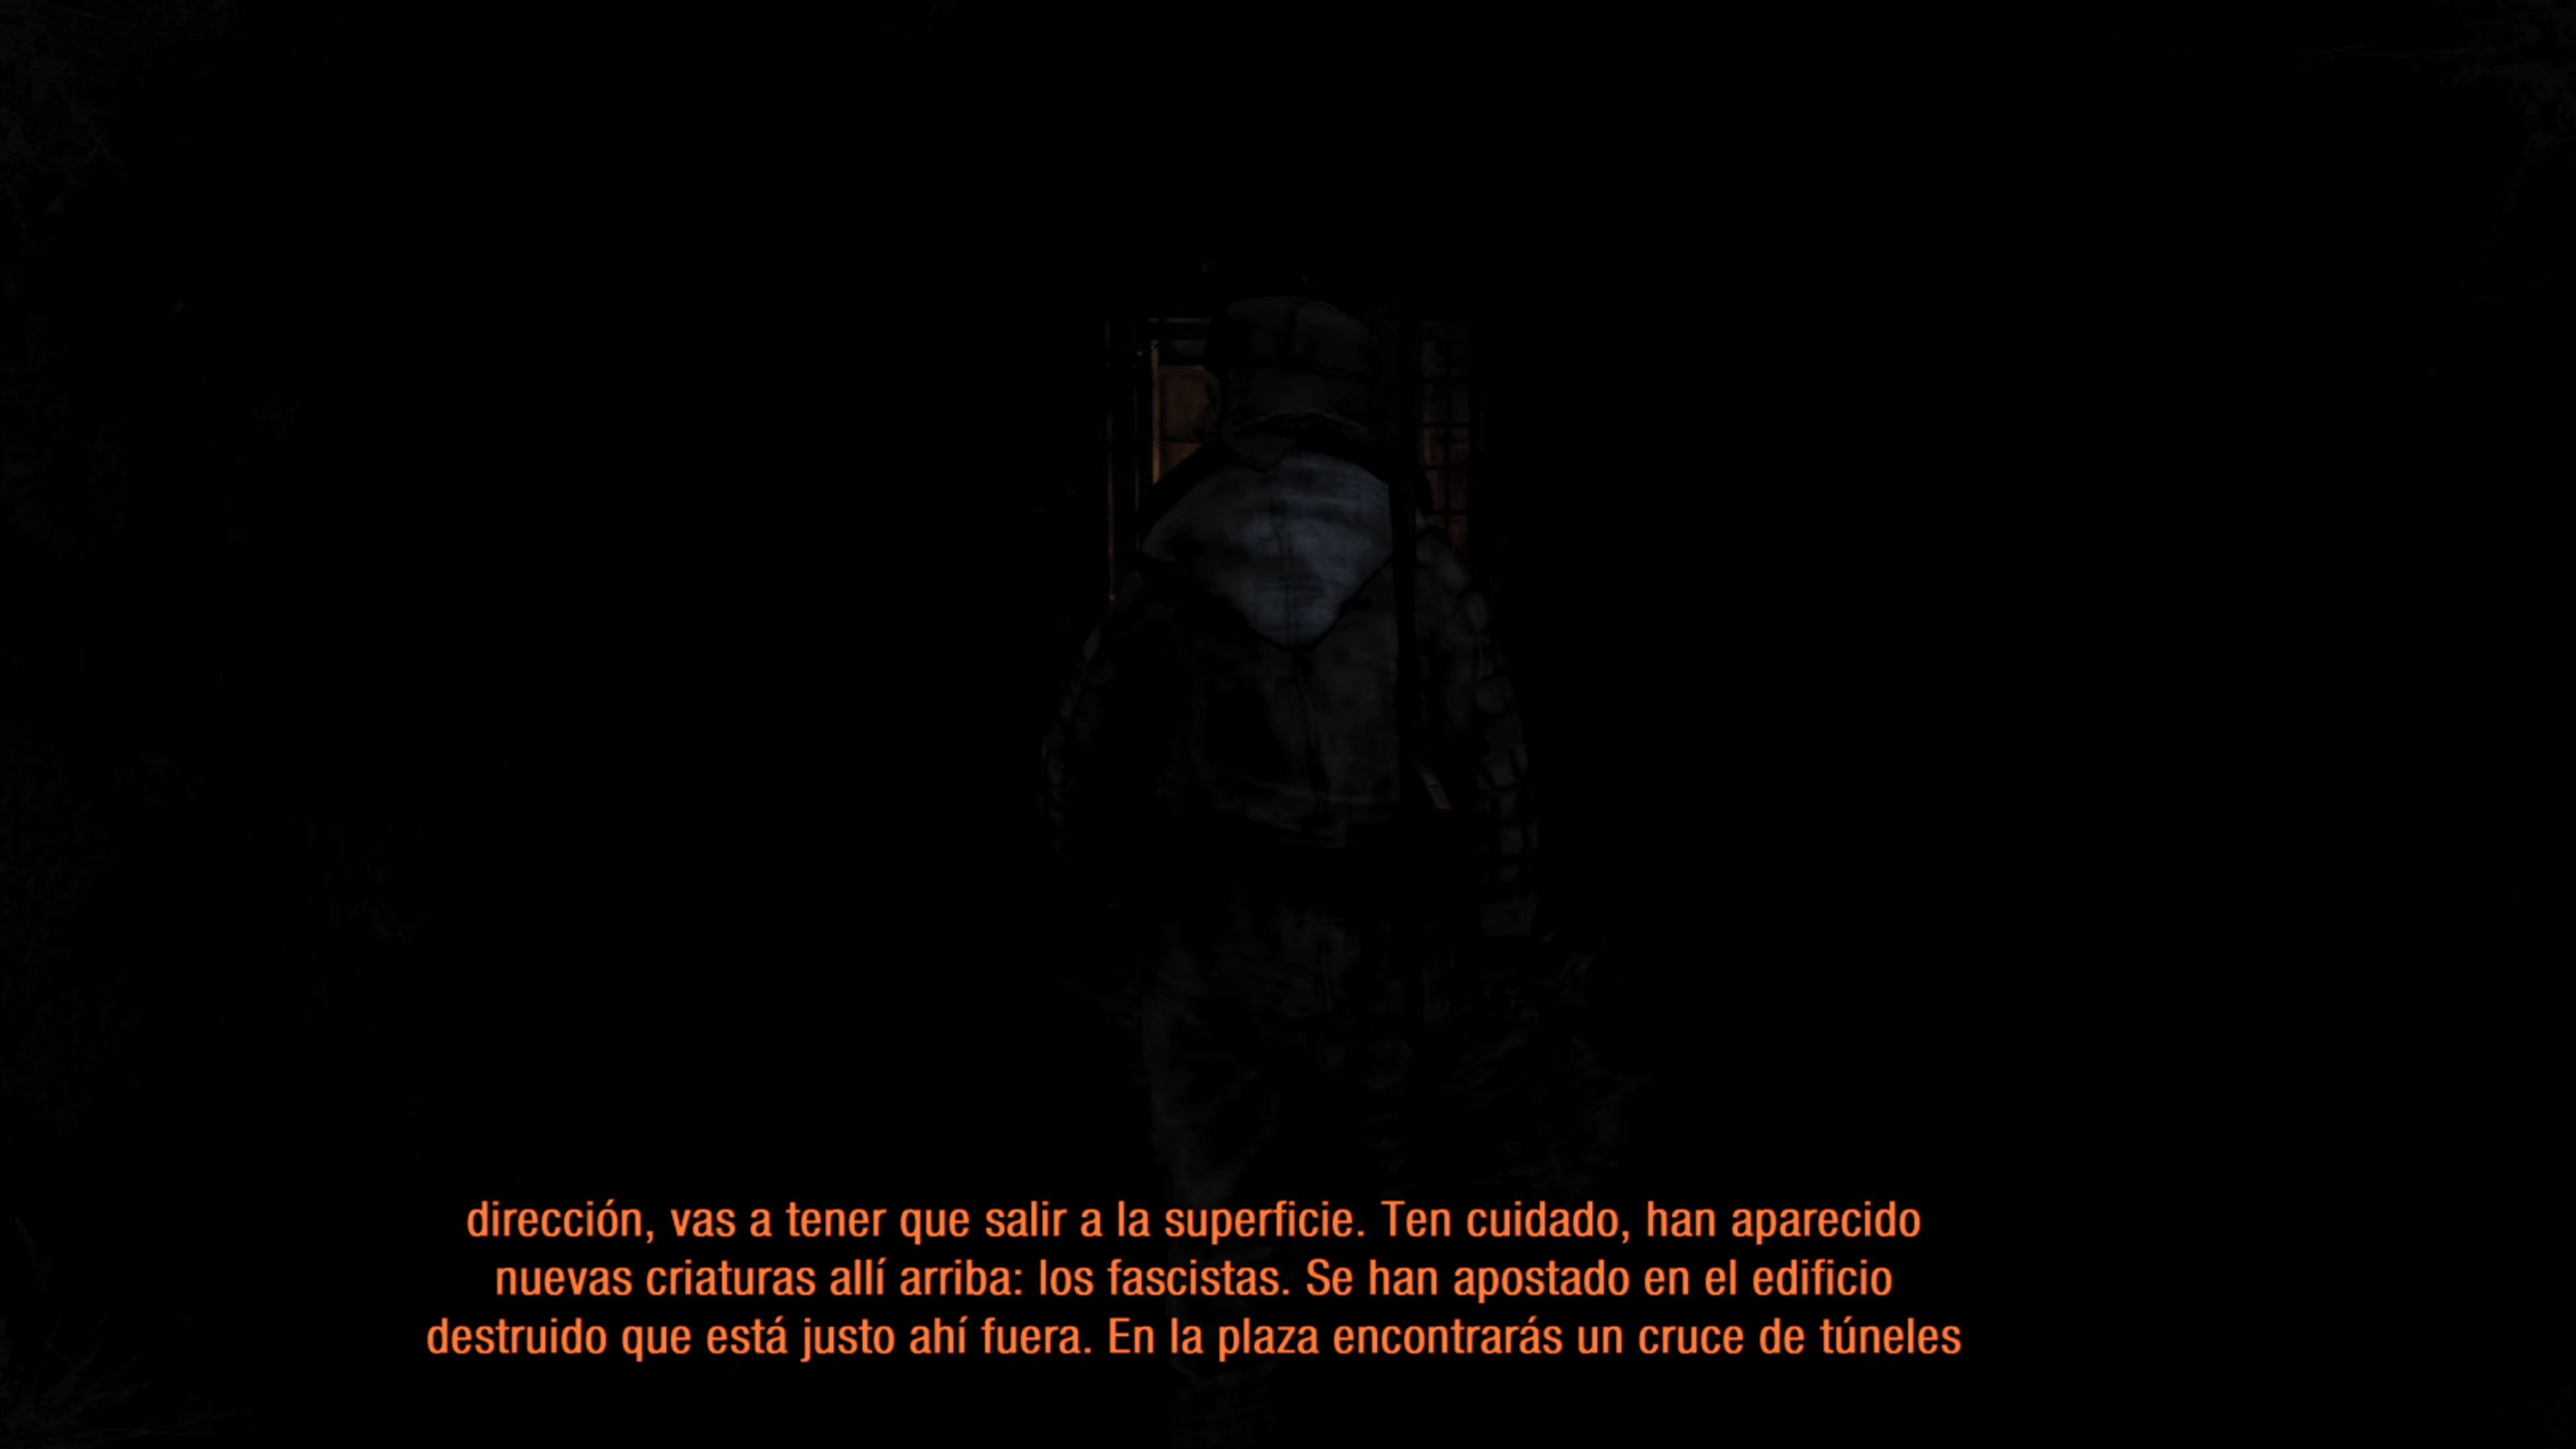 dirección, vas a tener que salir a la superficie. Ten cuidado, han aparecido
nuevas criaturas allí arriba: los fascistas. Se han apostado en el edificio
destruido que está justo ahí fuera. En la plaza encontrarás un cruce de túneles